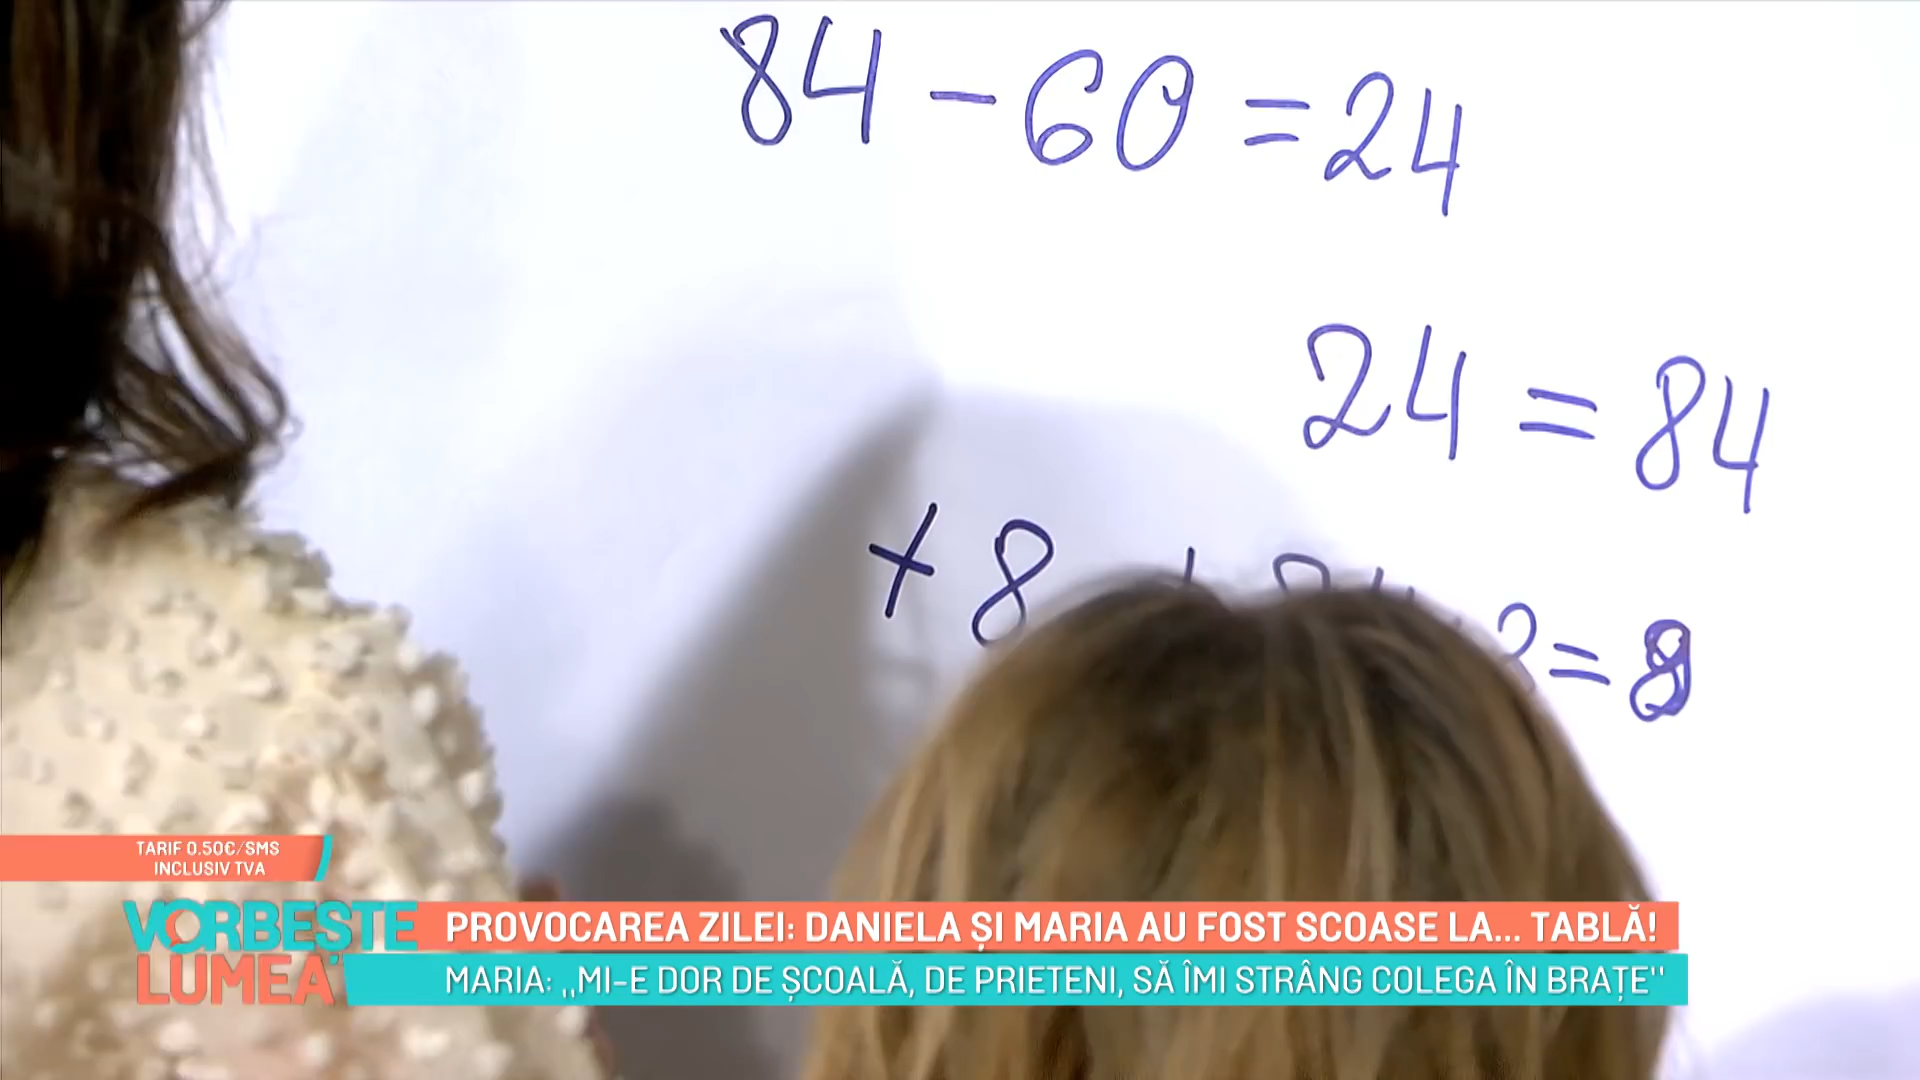 84 - 60 = 24
24 = 84
+ 8
= 8
TARIF 0.50€/SMS
INCLUSIV TVA
VORBEȘTE
LUMEA
PROVOCAREA ZILEI: DANIELA ȘI MARIA AU FOST SCOASE LA... TABLĂ!
MARIA: ,,MI-E DOR DE ȘCOALĂ, DE PRIETENI, SĂ ÎMI STRÂNG COLEGA ÎN BRAȚE''